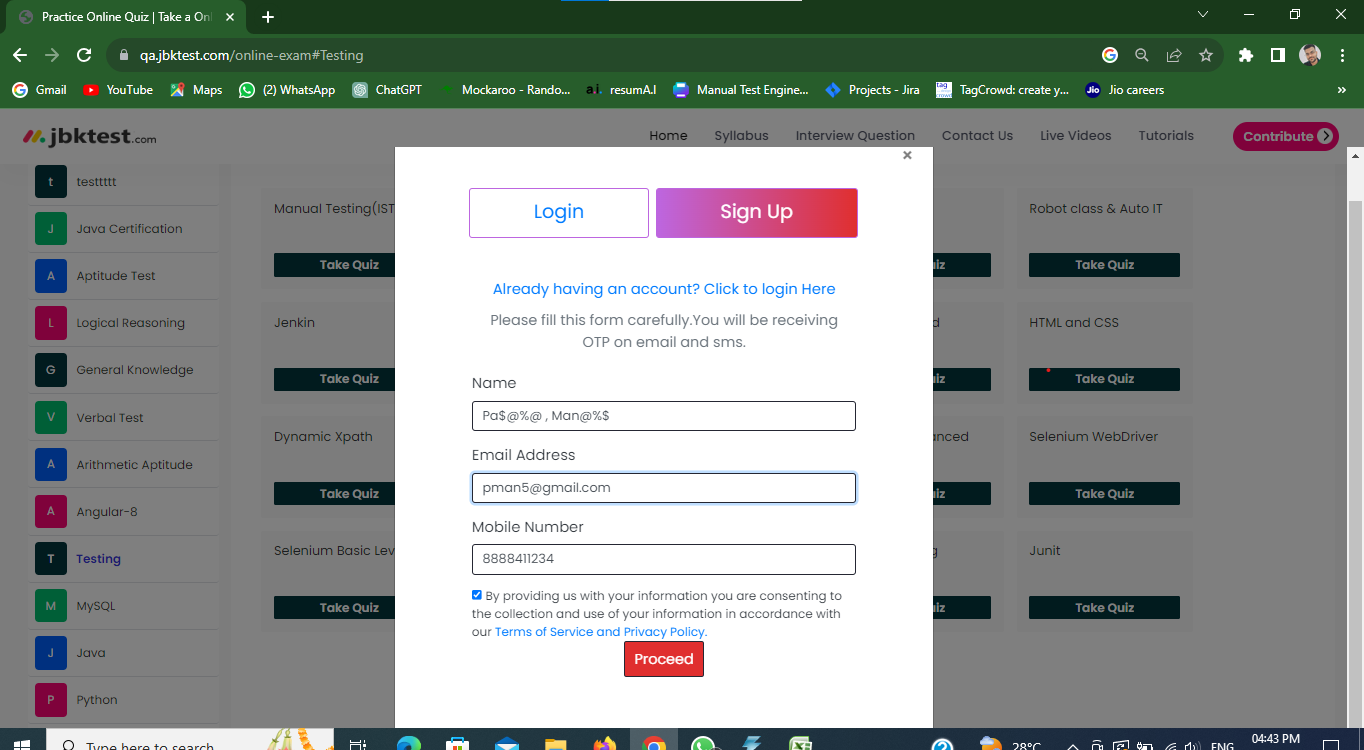 Practice Online Quiz | Take a Onl
qa.jbktest.com/online-exam#Testing
Gmail YouTube Maps (2) WhatsApp ChatGPT Mockaroo - Rando... resumA.I Manual Test Engine... Projects - Jira TagCrowd: create y... Jio careers »
jbktest.com Home Syllabus Interview Question Contact Us Live Videos Tutorials Contribute
t testtttt
J Java Certification
A Aptitude Test
L Logical Reasoning
G General Knowledge
V Verbal Test
A Arithmetic Aptitude
A Angular-8
T Testing
M MySQL
J Java
P Python
Manual Testing(IST
Take Quiz
Jenkin
Take Quiz
Dynamic Xpath
Take Quiz
Selenium Basic Lev
Take Quiz
×
Login Sign Up
Already having an account? Click to login Here
Please fill this form carefully.You will be receiving
OTP on email and sms.
Name
Pa$@%@ , Man@%$
Email Address
pman5@gmail.com
Mobile Number
8888411234
By providing us with your information you are consenting to
the collection and use of your information in accordance with
our Terms of Service and Privacy Policy.
Proceed
Robot class & Auto IT
Take Quiz
HTML and CSS
Take Quiz
Selenium WebDriver
Take Quiz
Junit
Take Quiz
Type here to search 28°C ENG 04:43 PM